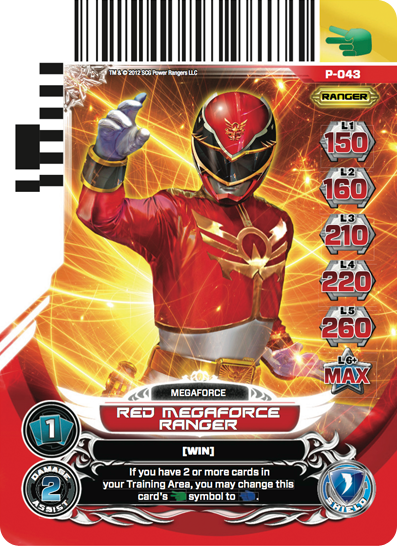 TM & © 2012 SCG Power Rangers LLC
P-043
RANGER
L1
150
L2
160
L3
210
L4
220
L5
260
L6+
MAX
MEGAFORCE
RED MEGAFORCE
RANGER
1
[WIN]
DAMAGE
2
ASSIST
If you have 2 or more cards in
your Training Area, you may change this
card's symbol to .
SHIELD